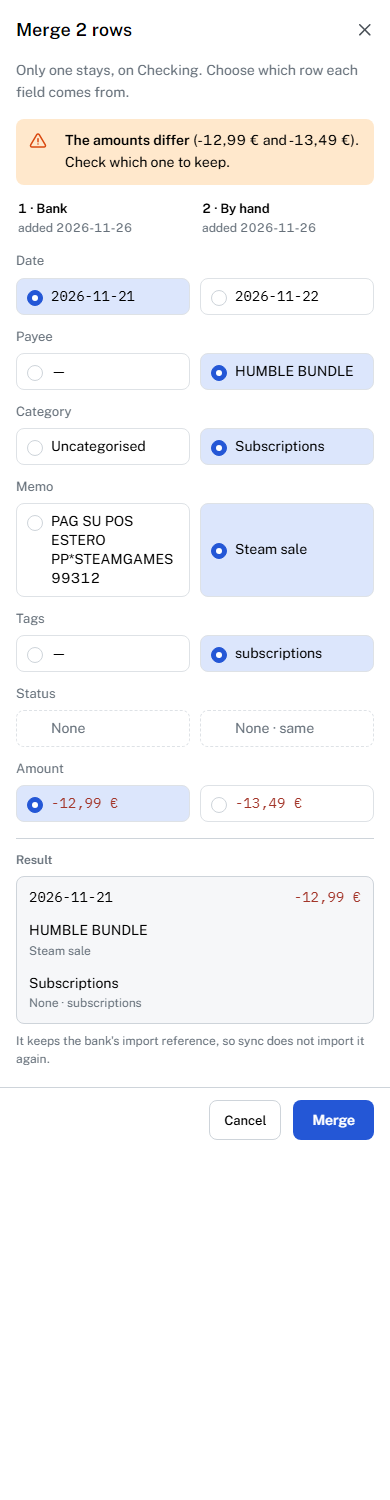 Merge 2 rows
Only one stays, on Checking. Choose which row each
field comes from.
The amounts differ (-12,99 € and -13,49 €).
Check which one to keep.
1 · Bank
added 2026-11-26
2 · By hand
added 2026-11-26
Date
2026-11-21
2026-11-22
Payee
—
HUMBLE BUNDLE
Category
Uncategorised
Subscriptions
Memo
PAG SU POS
ESTERO
PP*STEAMGAMES
99312
Steam sale
Tags
—
subscriptions
Status
None
None · same
Amount
-12,99 €
-13,49 €
Result
2026-11-21
-12,99 €
HUMBLE BUNDLE
Steam sale
Subscriptions
None · subscriptions
It keeps the bank's import reference, so sync does not import it
again.
Cancel
Merge